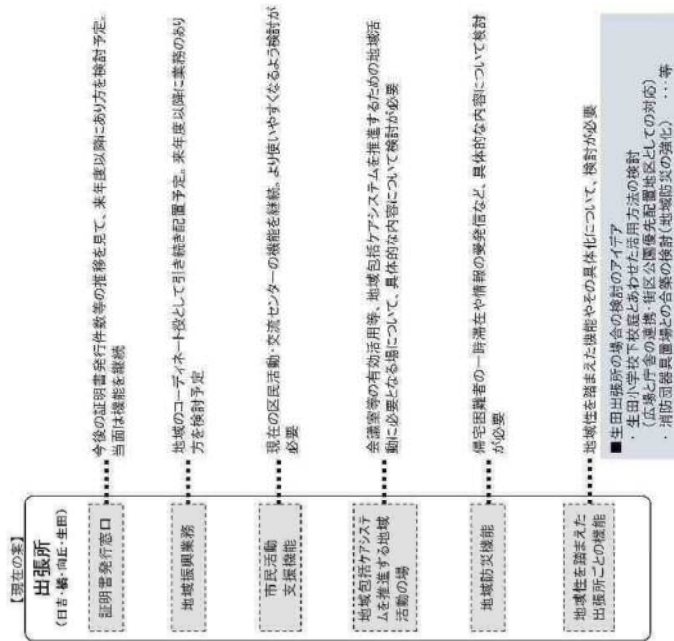 【現在の案】
出張所
(日吉・橘・向丘・生田)
証明書発行窓口
今後の証明書発行件数等の推移を見て、来年度以降にあり方を検討予定。
当面は機能を継続
地域振興業務
地域のコーディネート役として引き続き配置予定。来年度以降に業務のあり
方を検討予定
市民活動
支援機能
現在の区民活動・交流センターの機能を継続。より使いやすくなるよう検討が
必要
地域包括ケアシステ
ムを推進する地域
活動の場
会議室等の有効活用等、地域包括ケアシステムを推進するための地域活
動に必要となる場について、具体的な内容について検討が必要
地域防災機能
帰宅困難者の一時滞在や情報の受発信など、具体的な内容について検討
が必要
地域性を踏まえた
出張所ごとの機能
地域性を踏まえた機能やその具体化について、検討が必要
■生田出張所の場合の検討のアイデア
・生田小学校下校庭とあわせた活用方法の検討
(広場と庁舎の連携・街区公園優先配置地区としての対応)
・消防団器具置場との合築の検討(地域防災の強化) …等